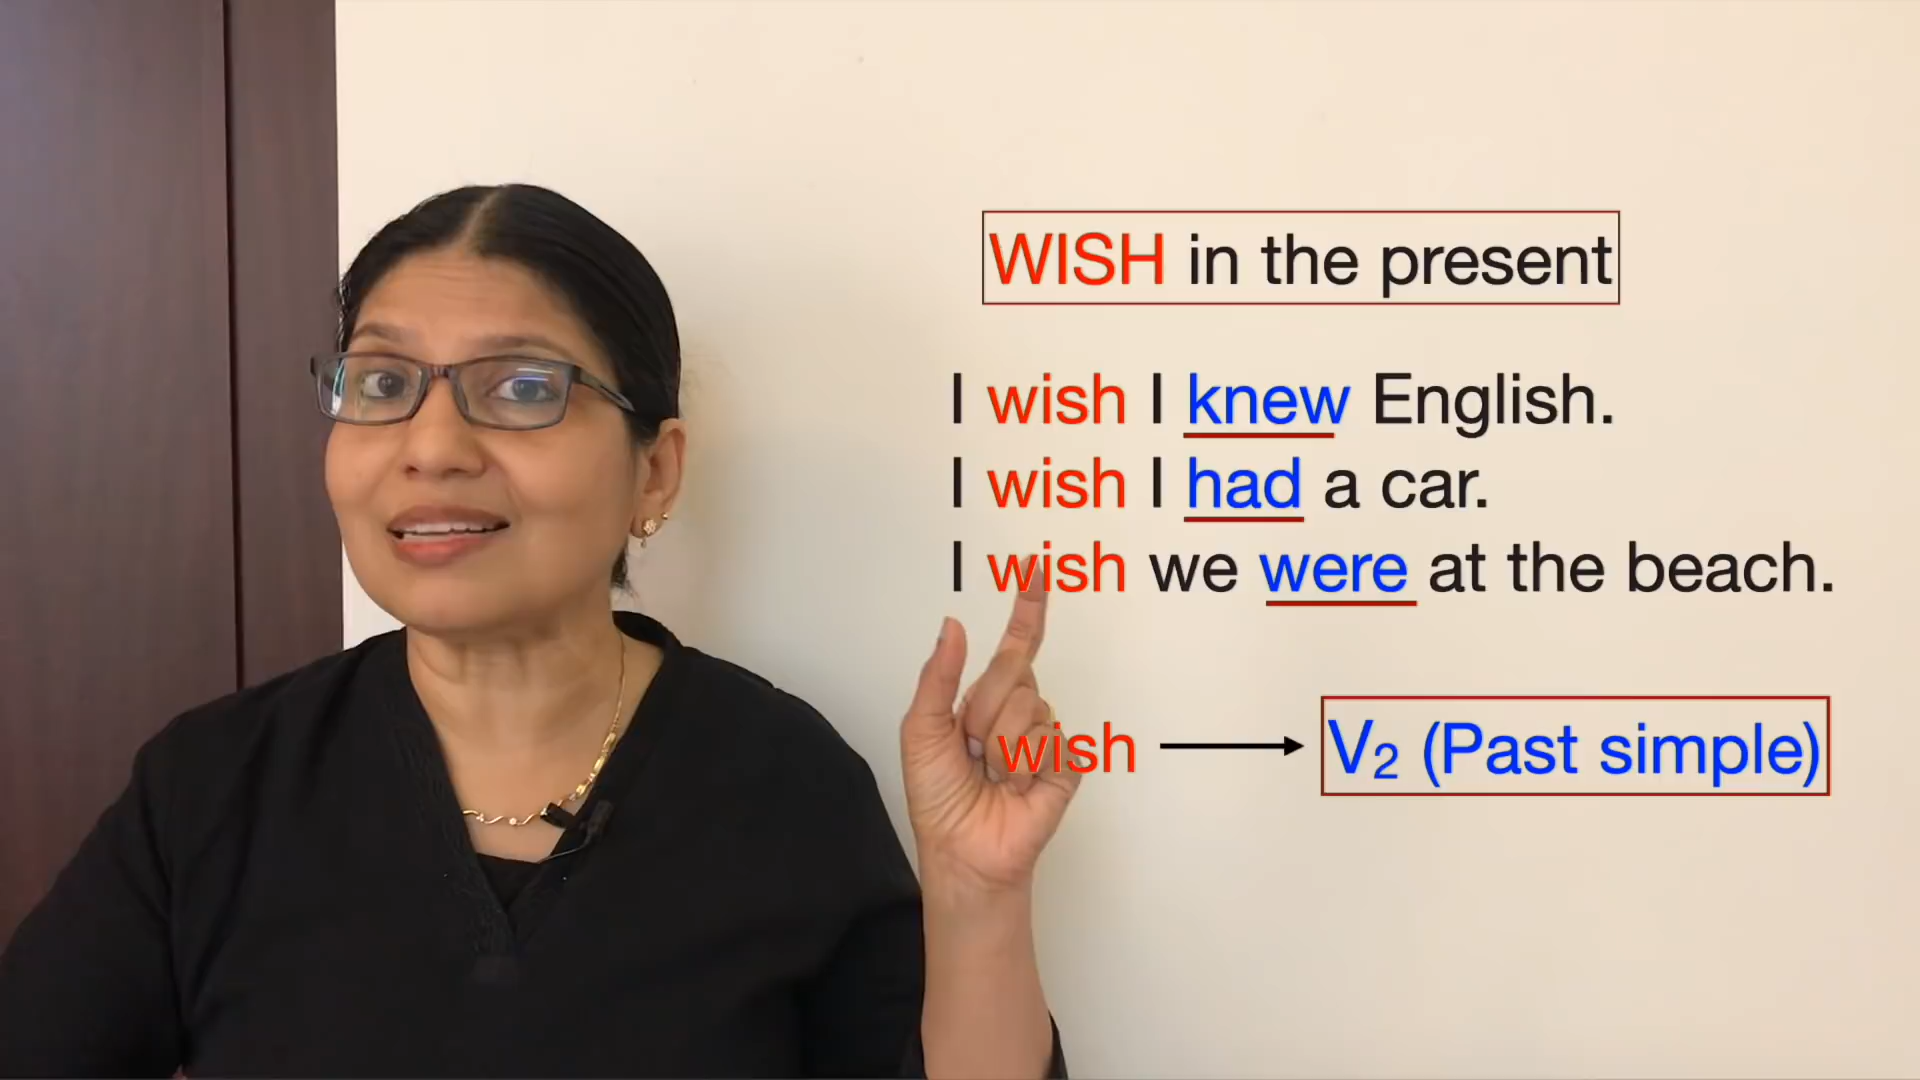 WISH in the present
I wish I knew English.
I wish I had a car.
I wish we were at the beach.
wish → V₂ (Past simple)